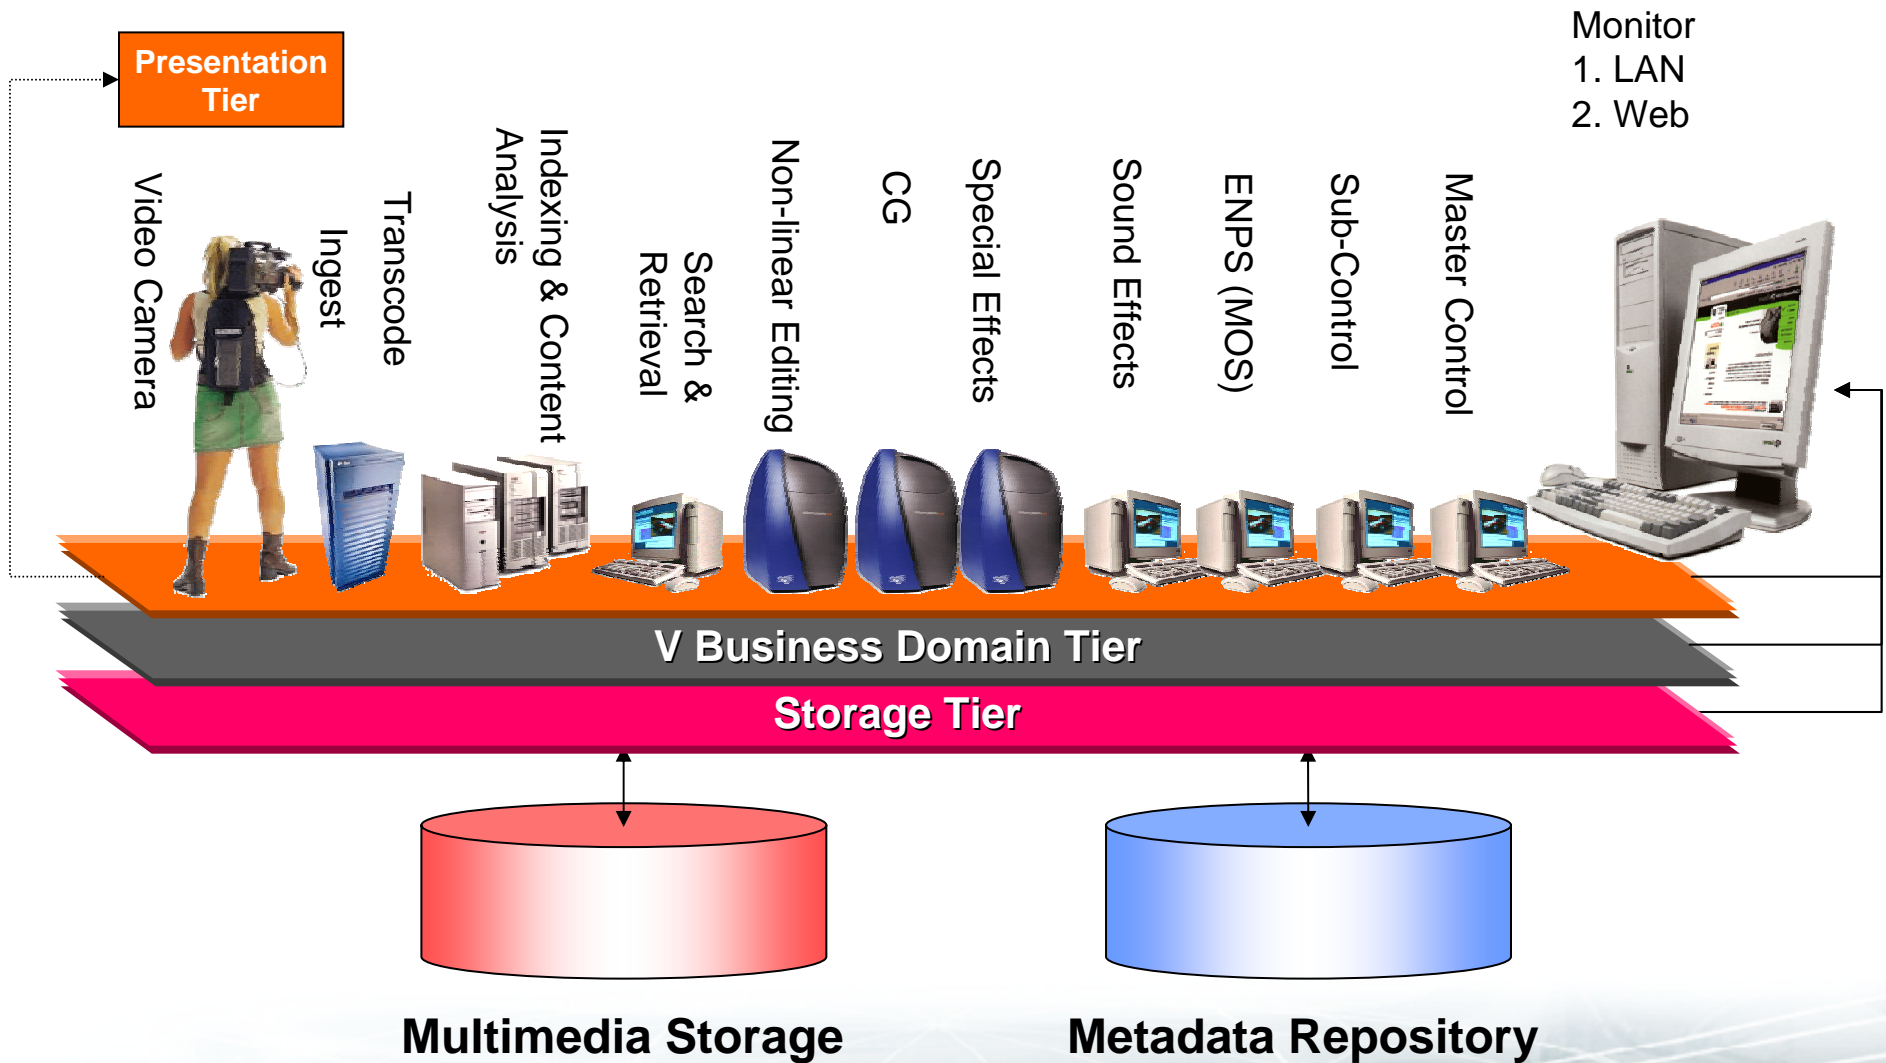 Monitor
1. LAN
2. Web
Presentation
Tier
Video Camera
Ingest
Transcode
Indexing & Content
Analysis
Search &
Retrieval
Non-linear Editing
CG
Special Effects
Sound Effects
ENPS (MOS)
Sub-Control
Master Control
V Business Domain Tier
Storage Tier
Multimedia Storage
Metadata Repository